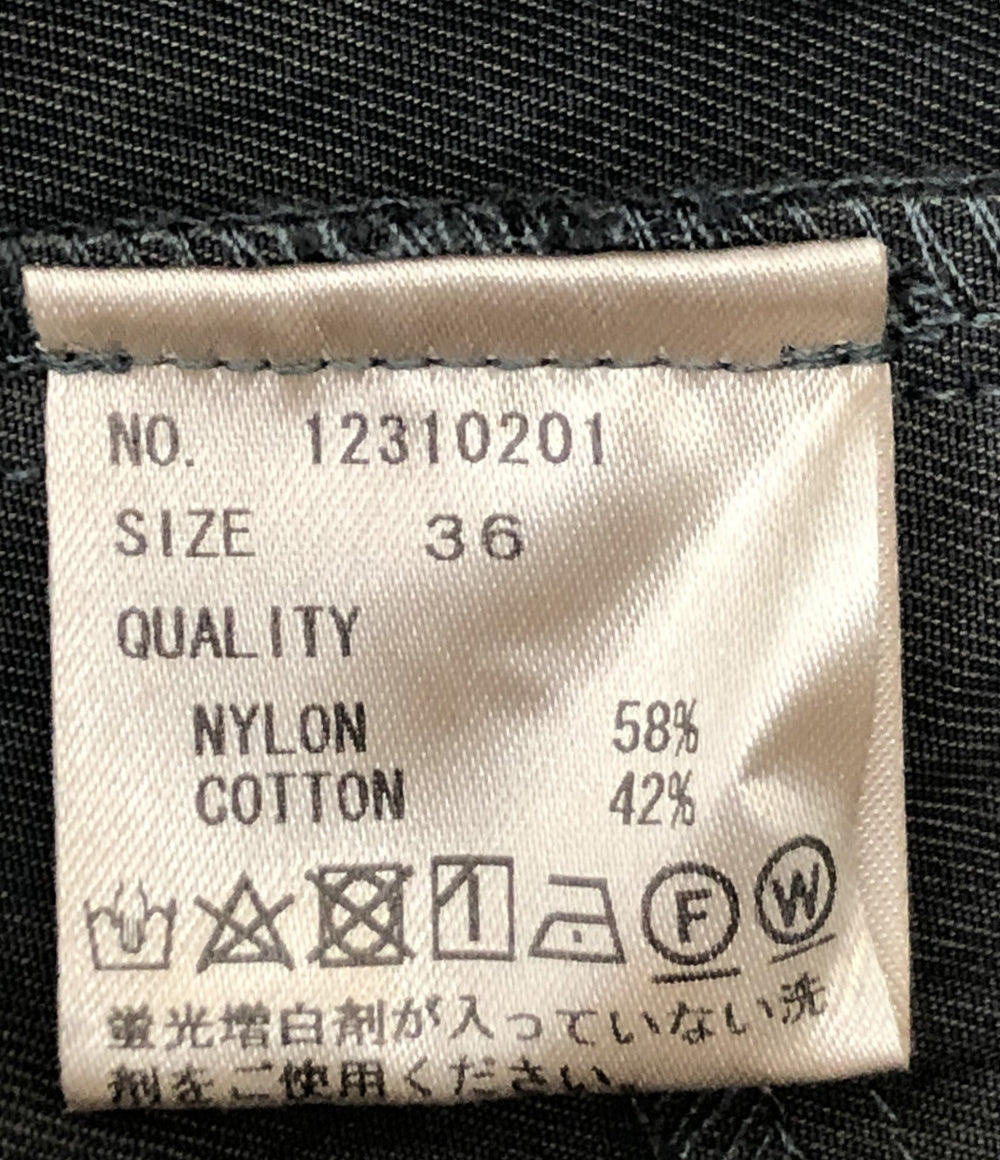 NO. 12310201
SIZE 36
QUALITY
NYLON 58%
COTTON 42%
F W
蛍光増白剤が入っていない洗
剤をご使用ください。